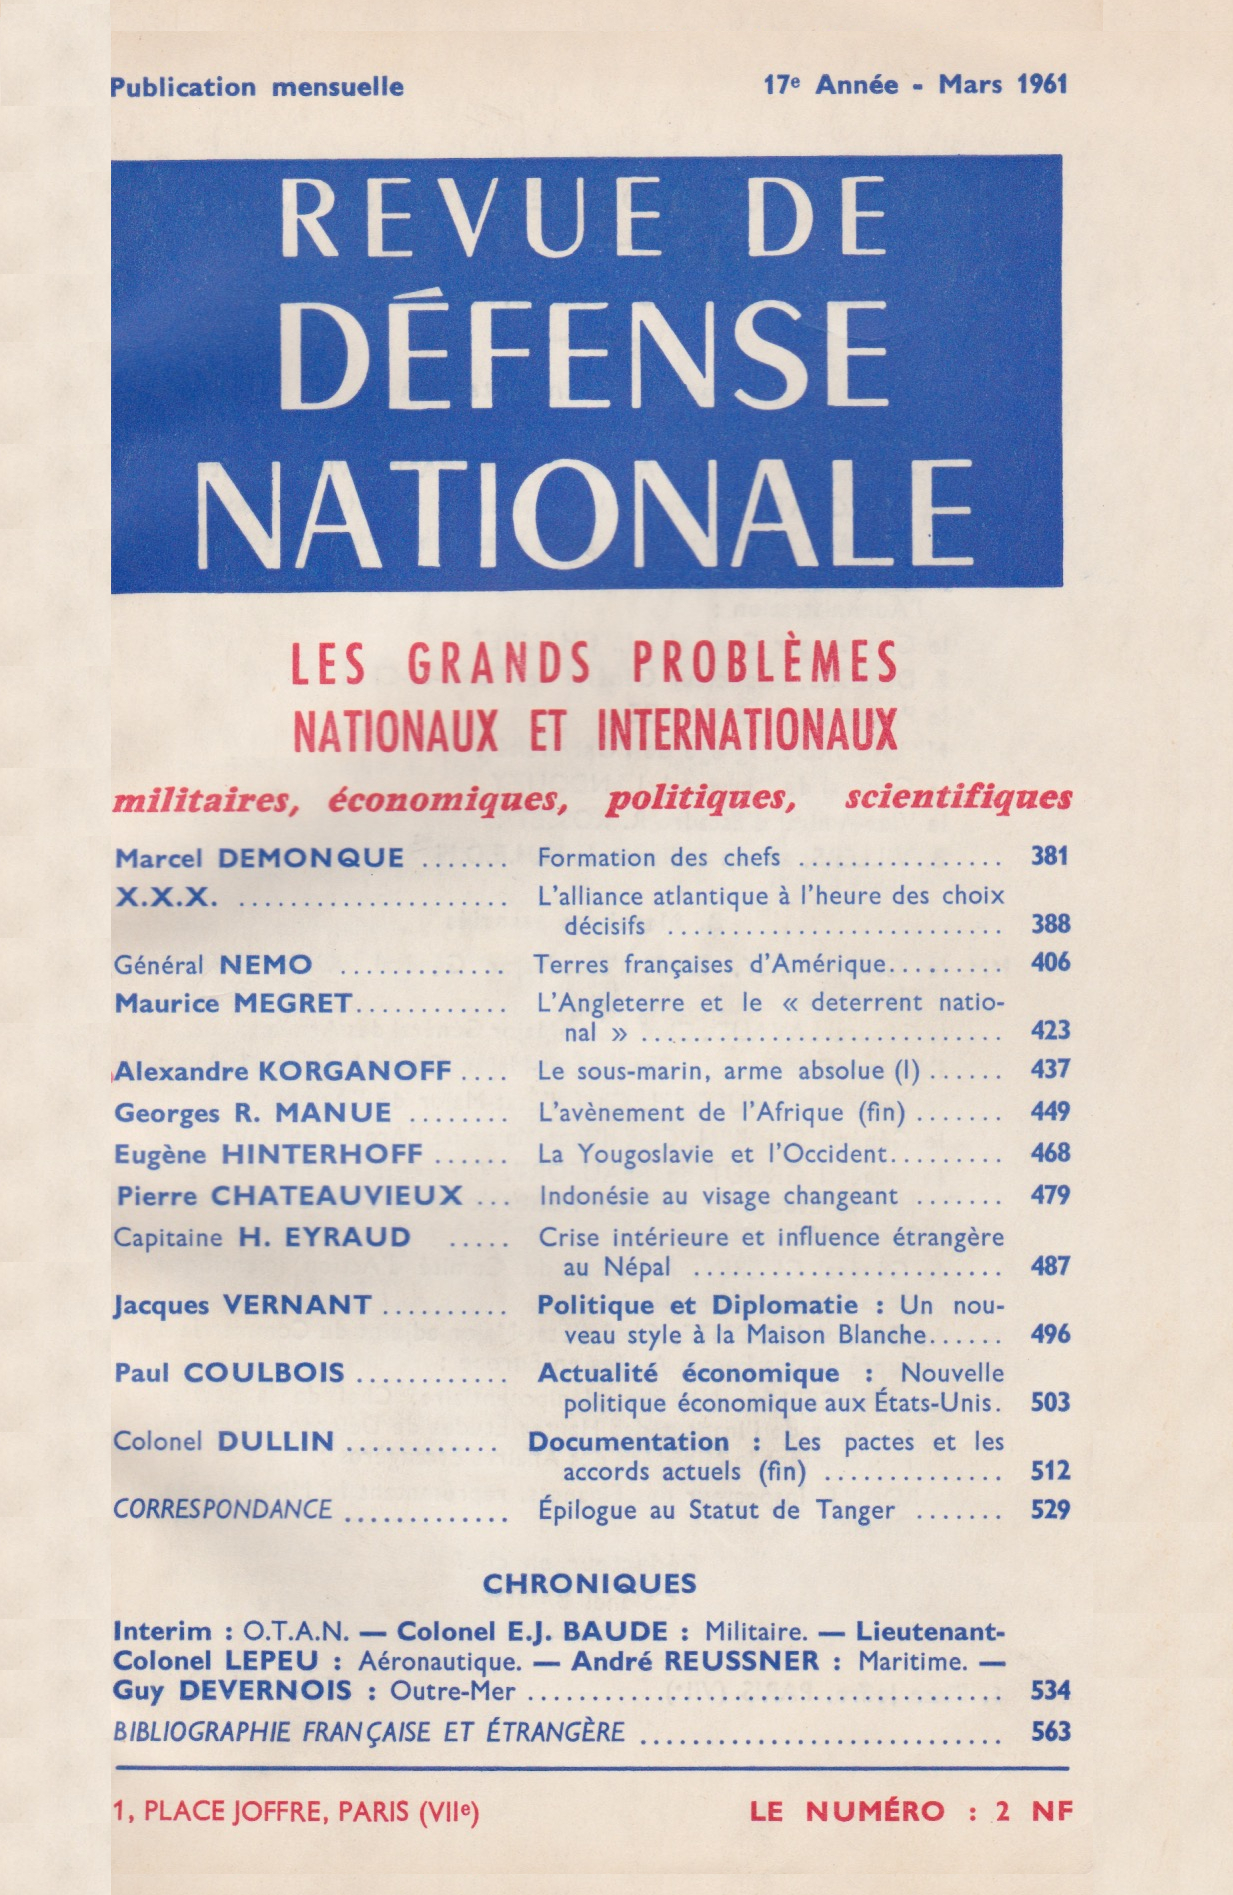 Publication mensuelle 17e Année - Mars 1961
REVUE DE
DÉFENSE
NATIONALE
LES GRANDS PROBLÈMES
NATIONAUX ET INTERNATIONAUX
militaires, économiques, politiques, scientifiques
Marcel DEMONQUE ....... Formation des chefs ................ 381
X.X.X. ..................... L'alliance atlantique à l'heure des choix
décisifs .......................... 388
Général NEMO ............. Terres françaises d'Amérique......... 406
Maurice MEGRET............ L'Angleterre et le « deterrent natio-
nal » ............................ 423
Alexandre KORGANOFF .... Le sous-marin, arme absolue (I) ...... 437
Georges R. MANUE ........ L'avènement de l'Afrique (fin) ....... 449
Eugène HINTERHOFF ...... La Yougoslavie et l'Occident......... 468
Pierre CHATEAUVIEUX ... Indonésie au visage changeant ....... 479
Capitaine H. EYRAUD ..... Crise intérieure et influence étrangère
au Népal ........................ 487
Jacques VERNANT .......... Politique et Diplomatie : Un nou-
veau style à la Maison Blanche...... 496
Paul COULBOIS ............ Actualité économique : Nouvelle
politique économique aux États-Unis. 503
Colonel DULLIN ............ Documentation : Les pactes et les
accords actuels (fin) .............. 512
CORRESPONDANCE ............. Épilogue au Statut de Tanger ....... 529
CHRONIQUES
Interim : O.T.A.N. — Colonel E.J. BAUDE : Militaire. — Lieutenant-
Colonel LEPEU : Aéronautique. — André REUSSNER : Maritime. —
Guy DEVERNOIS : Outre-Mer ..................................... 534
BIBLIOGRAPHIE FRANÇAISE ET ÉTRANGÈRE ............................ 563
1, PLACE JOFFRE, PARIS (VIIe) LE NUMÉRO : 2 NF